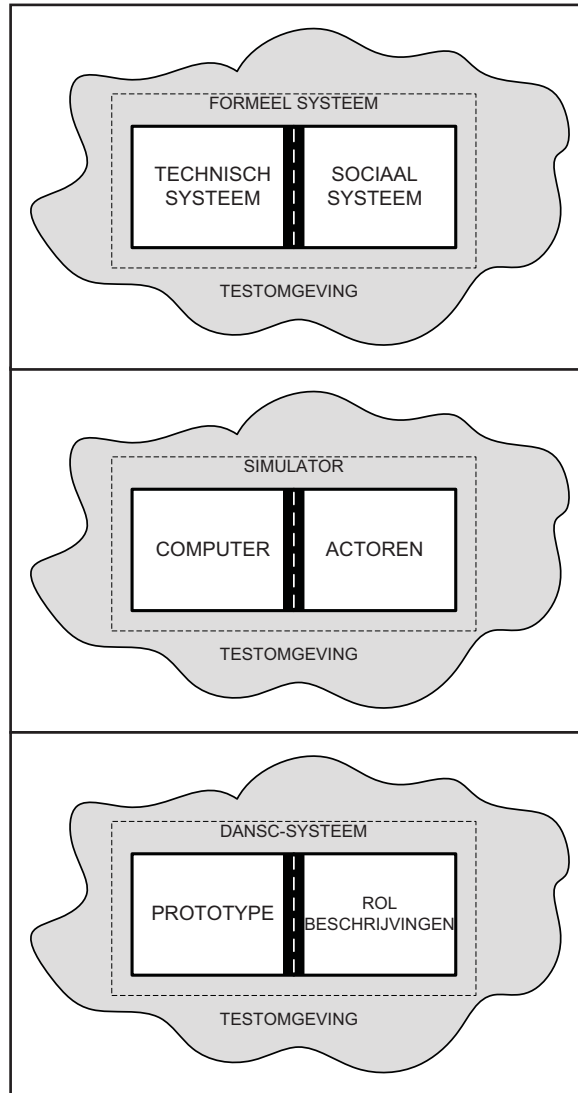 FORMEEL SYSTEEM
TECHNISCH
SYSTEEM
SOCIAAL
SYSTEEM
TESTOMGEVING
SIMULATOR
COMPUTER
ACTOREN
TESTOMGEVING
DANSC-SYSTEEM
PROTOTYPE
ROL
BESCHRIJVINGEN
TESTOMGEVING